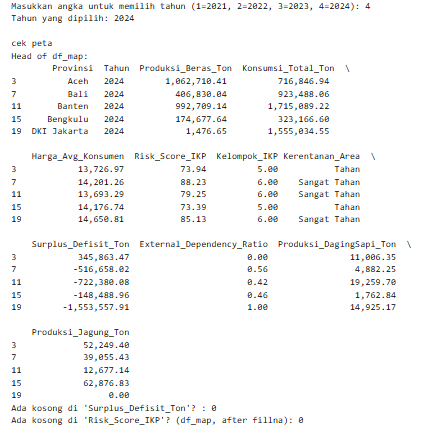 Masukkan angka untuk memilih tahun (1=2021, 2=2022, 3=2023, 4=2024): 4
Tahun yang dipilih: 2024
cek peta
Head of df_map:
Provinsi Tahun Produksi_Beras_Ton Konsumsi_Total_Ton \
3 Aceh 2024 1,062,710.41 716,846.94
7 Bali 2024 406,830.04 923,488.06
11 Banten 2024 992,709.14 1,715,089.22
15 Bengkulu 2024 174,677.64 323,166.60
19 DKI Jakarta 2024 1,476.65 1,555,034.55
Harga_Avg_Konsumen Risk_Score_IKP Kelompok_IKP Kerentanan_Area \
3 13,726.97 73.94 5.00 Tahan
7 14,201.26 88.23 6.00 Sangat Tahan
11 13,693.29 79.25 6.00 Sangat Tahan
15 14,176.74 73.39 5.00 Tahan
19 14,650.81 85.13 6.00 Sangat Tahan
Surplus_Defisit_Ton External_Dependency_Ratio Produksi_DagingSapi_Ton \
3 345,863.47 0.00 11,006.35
7 -516,658.02 0.56 4,882.25
11 -722,380.08 0.42 19,259.70
15 -148,488.96 0.46 1,762.84
19 -1,553,557.91 1.00 14,925.17
Produksi_Jagung_Ton
3 52,249.40
7 39,055.43
11 12,677.14
15 62,876.83
19 0.00
Ada kosong di 'Surplus_Defisit_Ton'? : 0
Ada kosong di 'Risk_Score_IKP'? (df_map, after fillna): 0